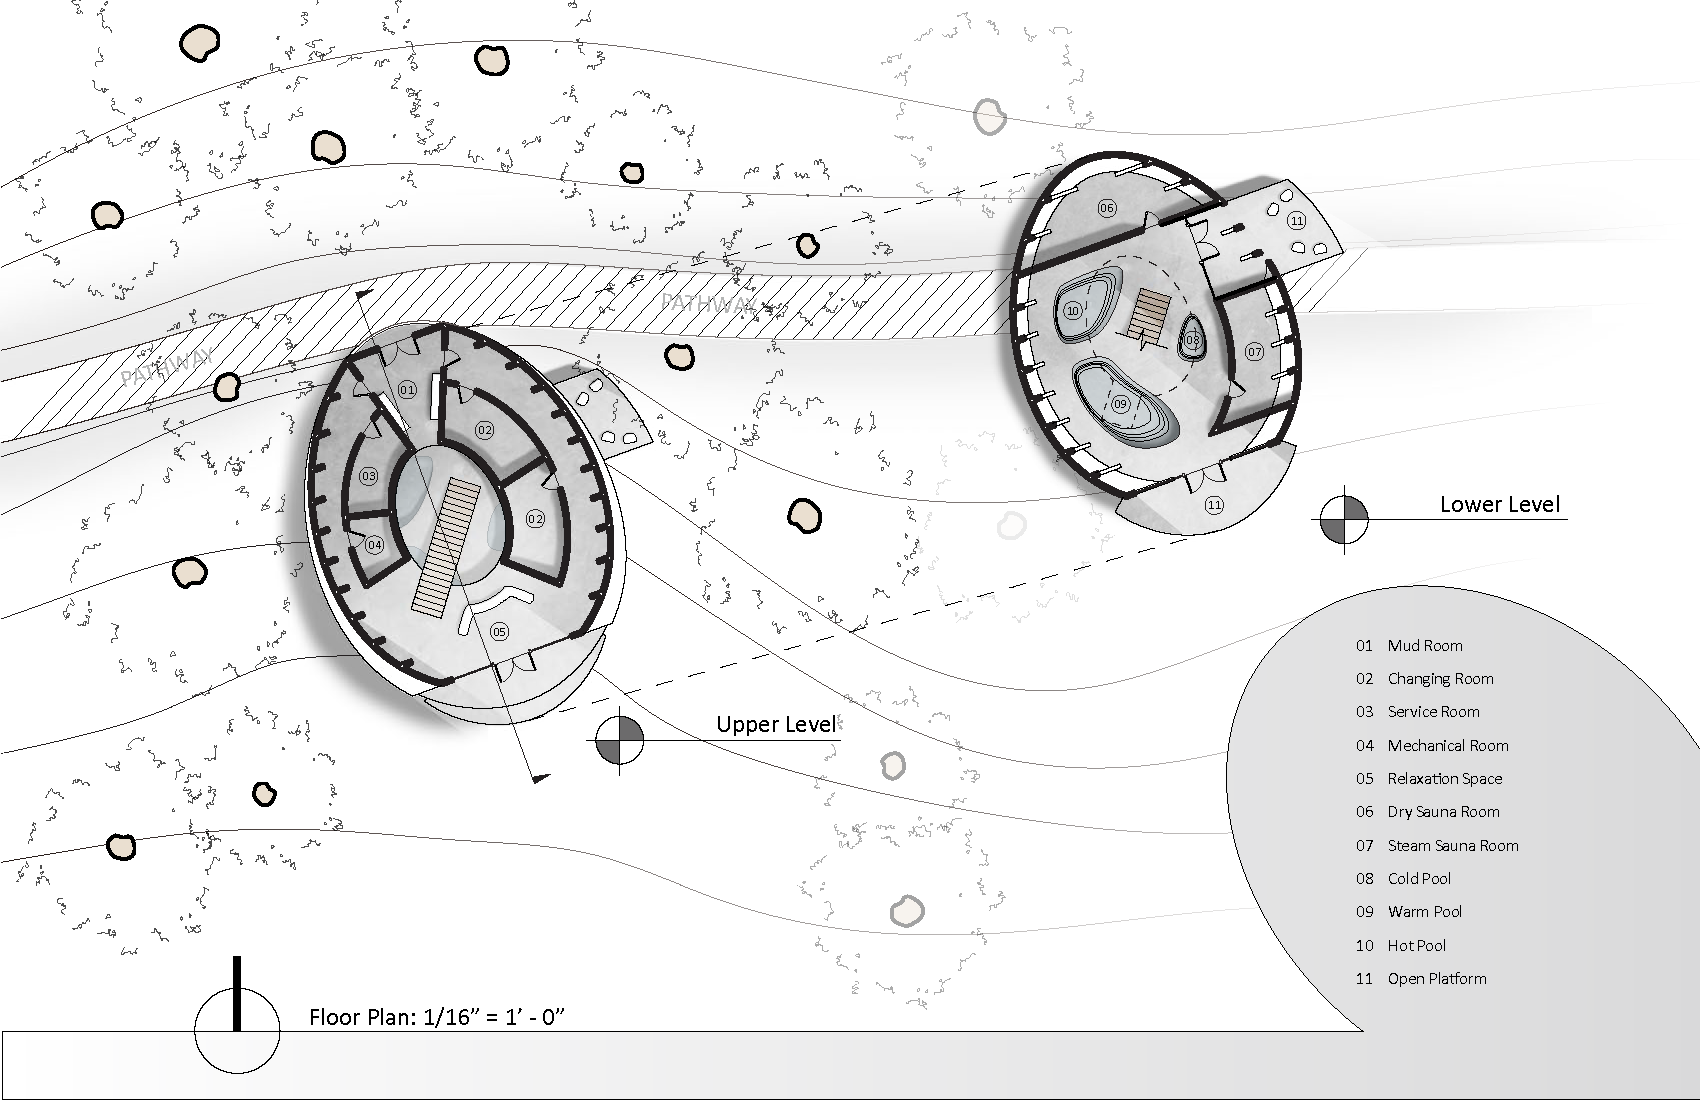 PATHWAY
PATHWAY
01
02
03
02
04
05
Upper Level
06
11
10
08
07
09
11
Lower Level
01 Mud Room
02 Changing Room
03 Service Room
04 Mechanical Room
05 Relaxation Space
06 Dry Sauna Room
07 Steam Sauna Room
08 Cold Pool
09 Warm Pool
10 Hot Pool
11 Open Platform
Floor Plan: 1/16” = 1’ - 0”